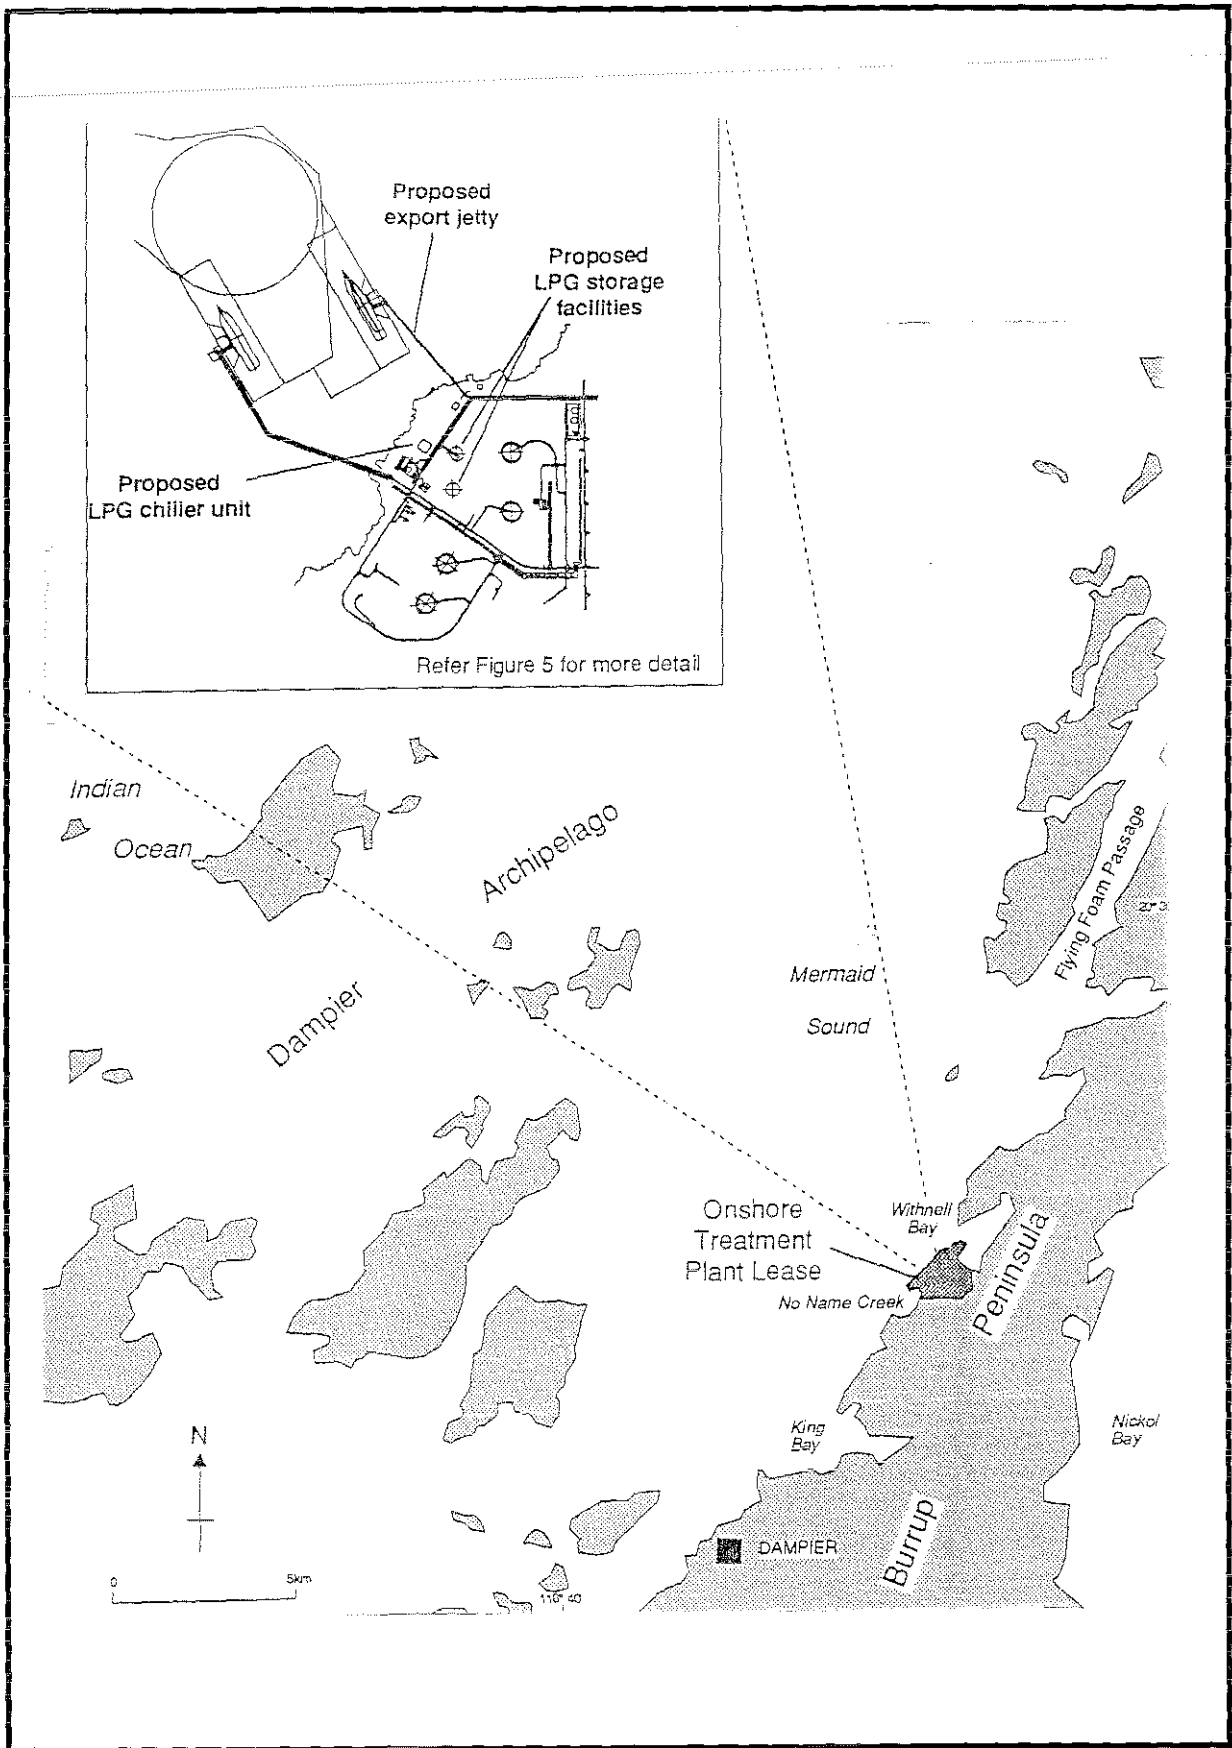 Proposed
export jetty
Proposed
LPG storage
facilities
Proposed
LPG chiller unit
Refer Figure 5 for more detail
Indian
Ocean
Archipelago
Dampier
Flying Foam Passage
Mermaid
Sound
Withnell
Bay
Onshore
Treatment
Plant Lease
No Name Creek
Peninsula
King
Bay
Nickol
Bay
N
Burrup
DAMPIER
0 5km
116° 40